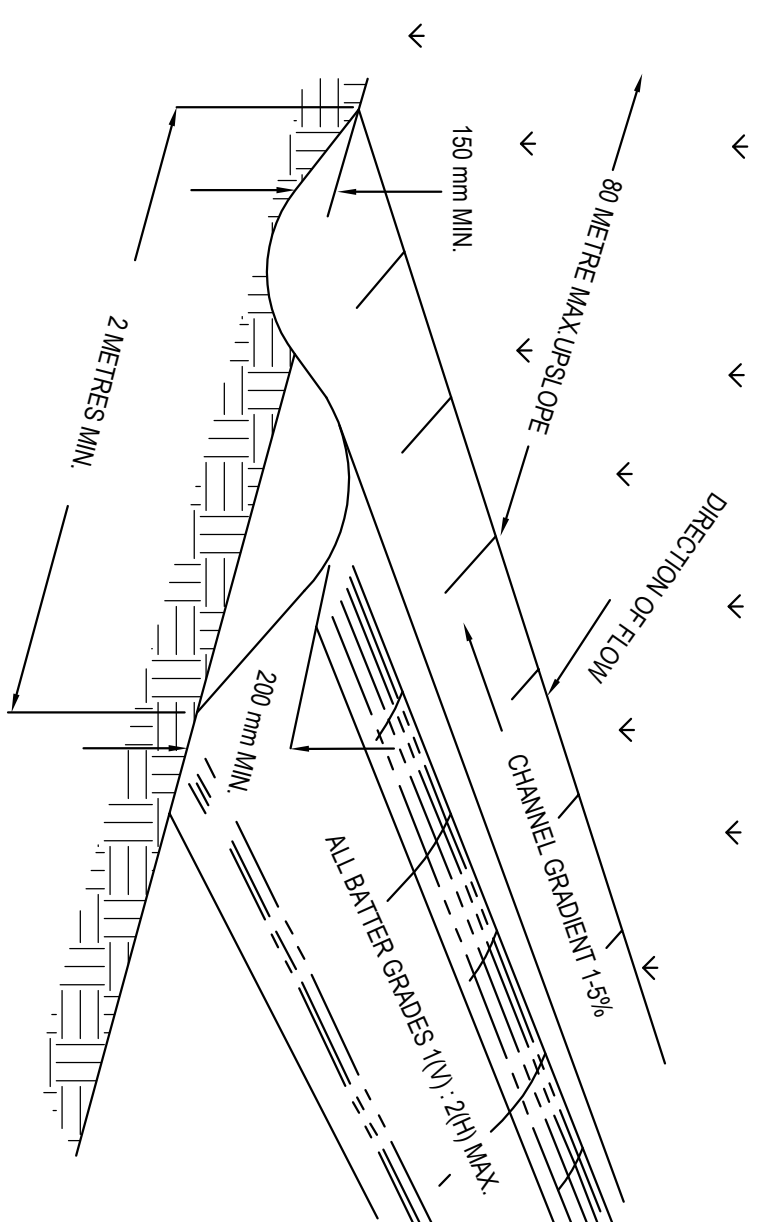 150 mm MIN.
80 METRE MAX.UPSLOPE
DIRECTION OF FLOW
CHANNEL GRADIENT 1-5%
ALL BATTER GRADES 1(V) : 2(H) MAX.
200 mm MIN.
2 METRES MIN.